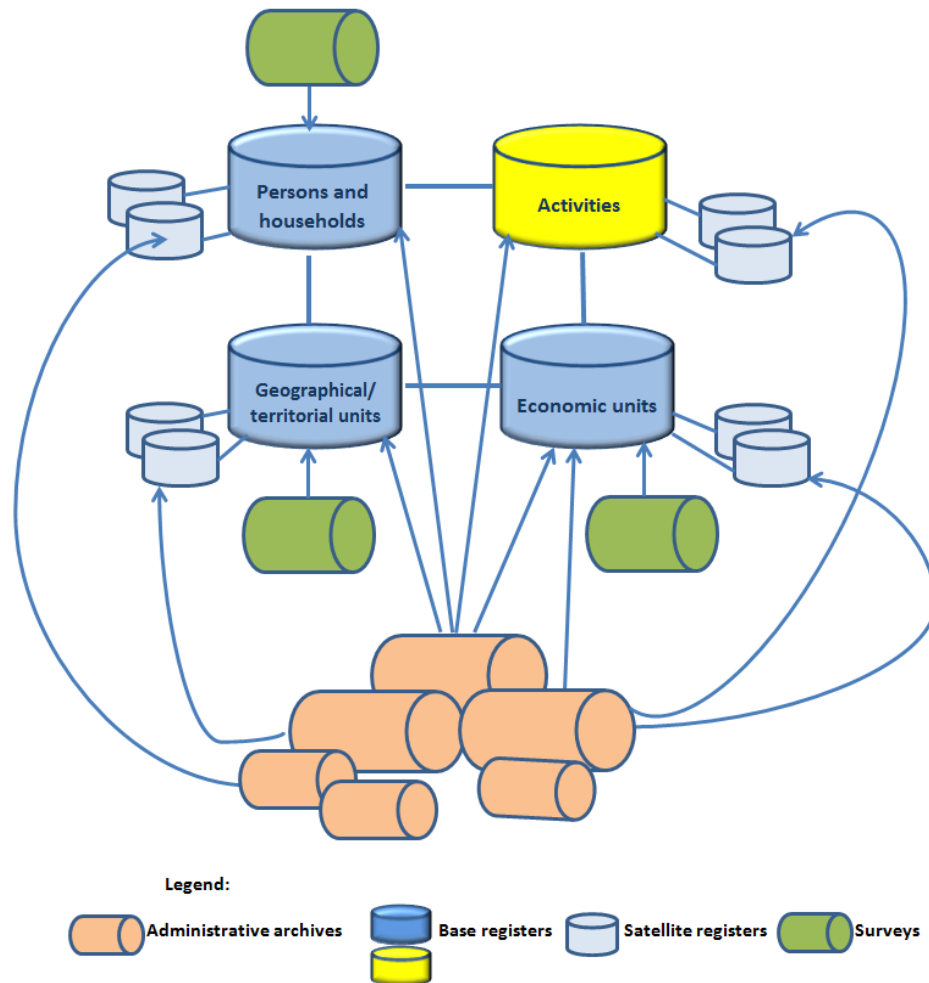 Persons and
households
Activities
Geographical/
territorial units
Economic units
Legend:
Administrative archives
Base registers
Satellite registers
Surveys